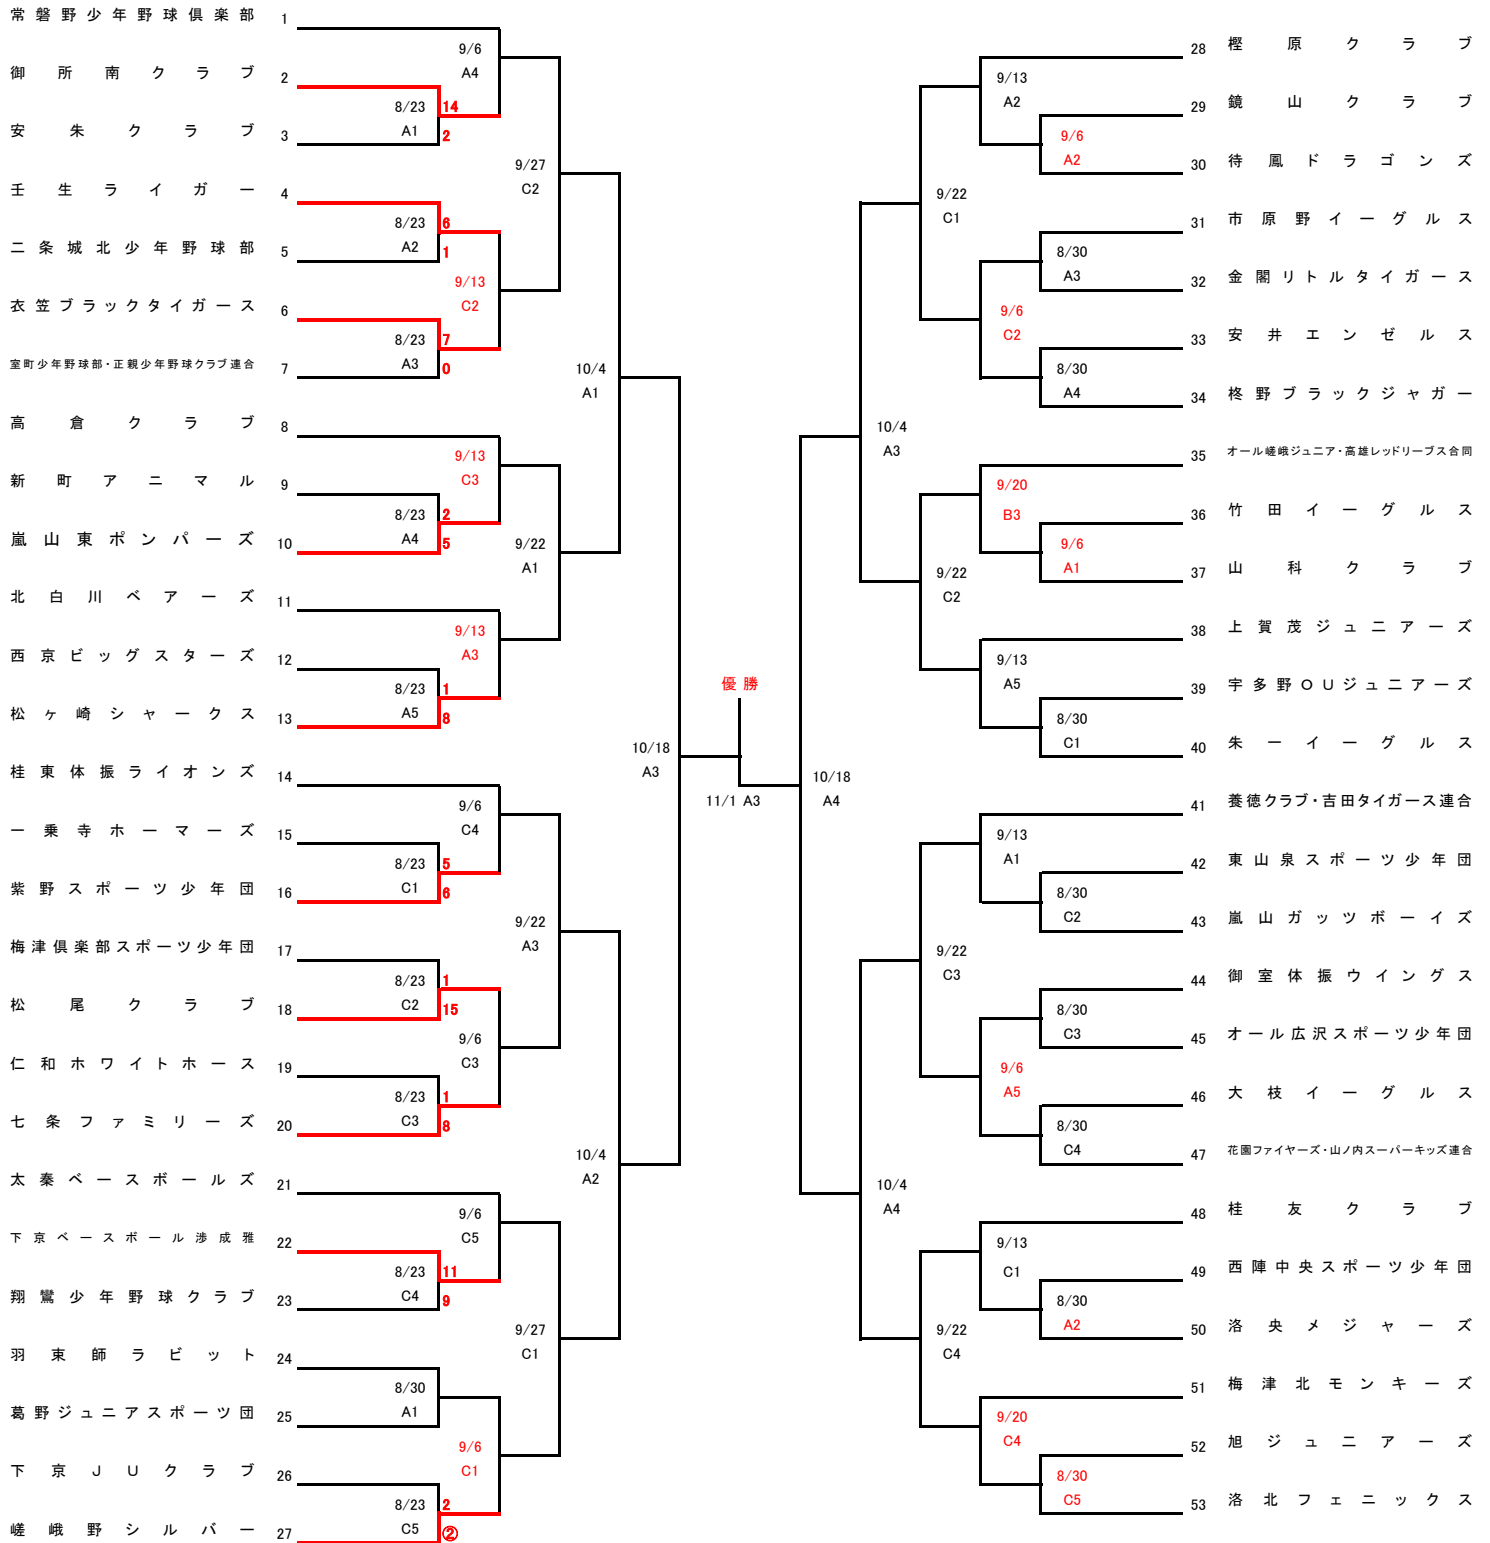 常磐野少年野球倶楽部 1
9/6
A4
御所南クラブ 2
8/23 14
A1 2
安朱クラブ 3
9/27
C2
壬生ライガー 4
8/23 6
A2 1
二条城北少年野球部 5
9/13
C2
衣笠ブラックタイガース 6
8/23 7
A3 0
室町少年野球部・正親少年野球クラブ連合 7
10/4
A1
高倉クラブ 8
9/13
C3
新町アニマル 9
8/23 2
A4 5
嵐山東ポンパーズ 10
9/22
A1
北白川ベアーズ 11
9/13
A3
西京ビッグスターズ 12
8/23 1
A5 8
松ヶ崎シャークス 13
10/18
A3
桂東体振ライオンズ 14
9/6
C4
一乗寺ホーマーズ 15
8/23 5
C1 6
紫野スポーツ少年団 16
9/22
A3
梅津倶楽部スポーツ少年団 17
8/23 1
C2 15
松尾クラブ 18
9/6
C3
仁和ホワイトホース 19
8/23 1
C3 8
七条ファミリーズ 20
10/4
A2
太秦ベースボールズ 21
9/6
C5
下京ベースボール渉成雅 22
8/23 11
C4 9
翔鸞少年野球クラブ 23
9/27
C1
羽束師ラビット 24
8/30
A1
葛野ジュニアスポーツ団 25
9/6
C1
下京JUクラブ 26
8/23 2
C5 ②
嵯峨野シルバー 27
優勝
11/1 A3
28 樫原クラブ
9/13
A2
29 鏡山クラブ
9/6
A2
30 待鳳ドラゴンズ
9/22
C1
31 市原野イーグルス
8/30
A3
32 金閣リトルタイガース
9/6
C2
33 安井エンゼルス
8/30
A4
34 柊野ブラックジャガー
10/4
A3
35 オール嵯峨ジュニア・高雄レッドリーブス合同
9/20
B3
36 竹田イーグルス
9/6
A1
37 山科クラブ
9/22
C2
38 上賀茂ジュニアーズ
9/13
A5
39 宇多野OUジュニアーズ
8/30
C1
40 朱一イーグルス
10/18
A4
41 養徳クラブ・吉田タイガース連合
9/13
A1
42 東山泉スポーツ少年団
8/30
C2
43 嵐山ガッツボーイズ
9/22
C3
44 御室体振ウイングス
8/30
C3
45 オール広沢スポーツ少年団
9/6
A5
46 大枝イーグルス
8/30
C4
47 花園ファイヤーズ・山ノ内スーパーキッズ連合
10/4
A4
48 桂友クラブ
9/13
C1
49 西陣中央スポーツ少年団
8/30
A2
50 洛央メジャーズ
9/22
C4
51 梅津北モンキーズ
9/20
C4
52 旭ジュニアーズ
8/30
C5
53 洛北フェニックス